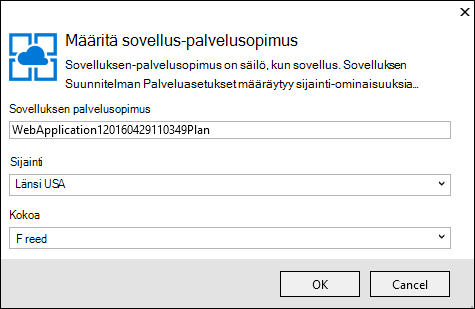 Määritä sovellus-palvelusopimus
Sovelluksen-palvelusopimus on säilö, kun sovellus. Sovelluksen
Suunnitelman Palveluasetukset määräytyy sijainti-ominaisuuksia...
Sovelluksen palvelusopimus
WebApplication120160429110349Plan
Sijainti
Länsi USA
Kokoa
F reed
OK
Cancel